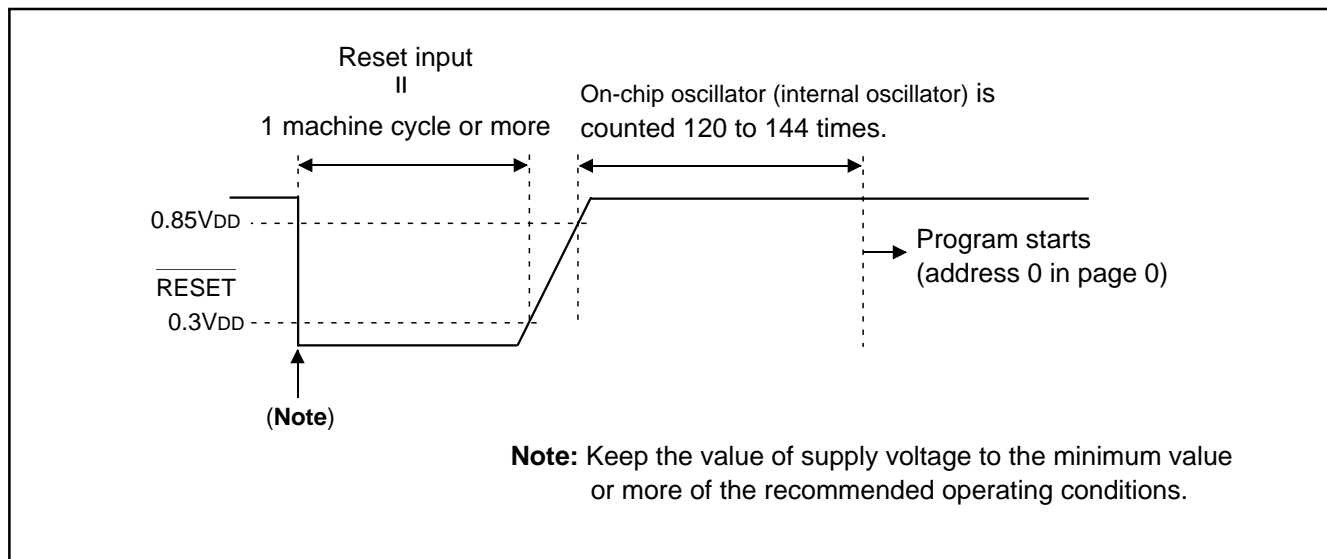 Reset input
=
1 machine cycle or more
On-chip oscillator (internal oscillator) is
counted 120 to 144 times.
0.85VDD
RESET
0.3VDD
Program starts
(address 0 in page 0)
(Note)
Note: Keep the value of supply voltage to the minimum value
or more of the recommended operating conditions.